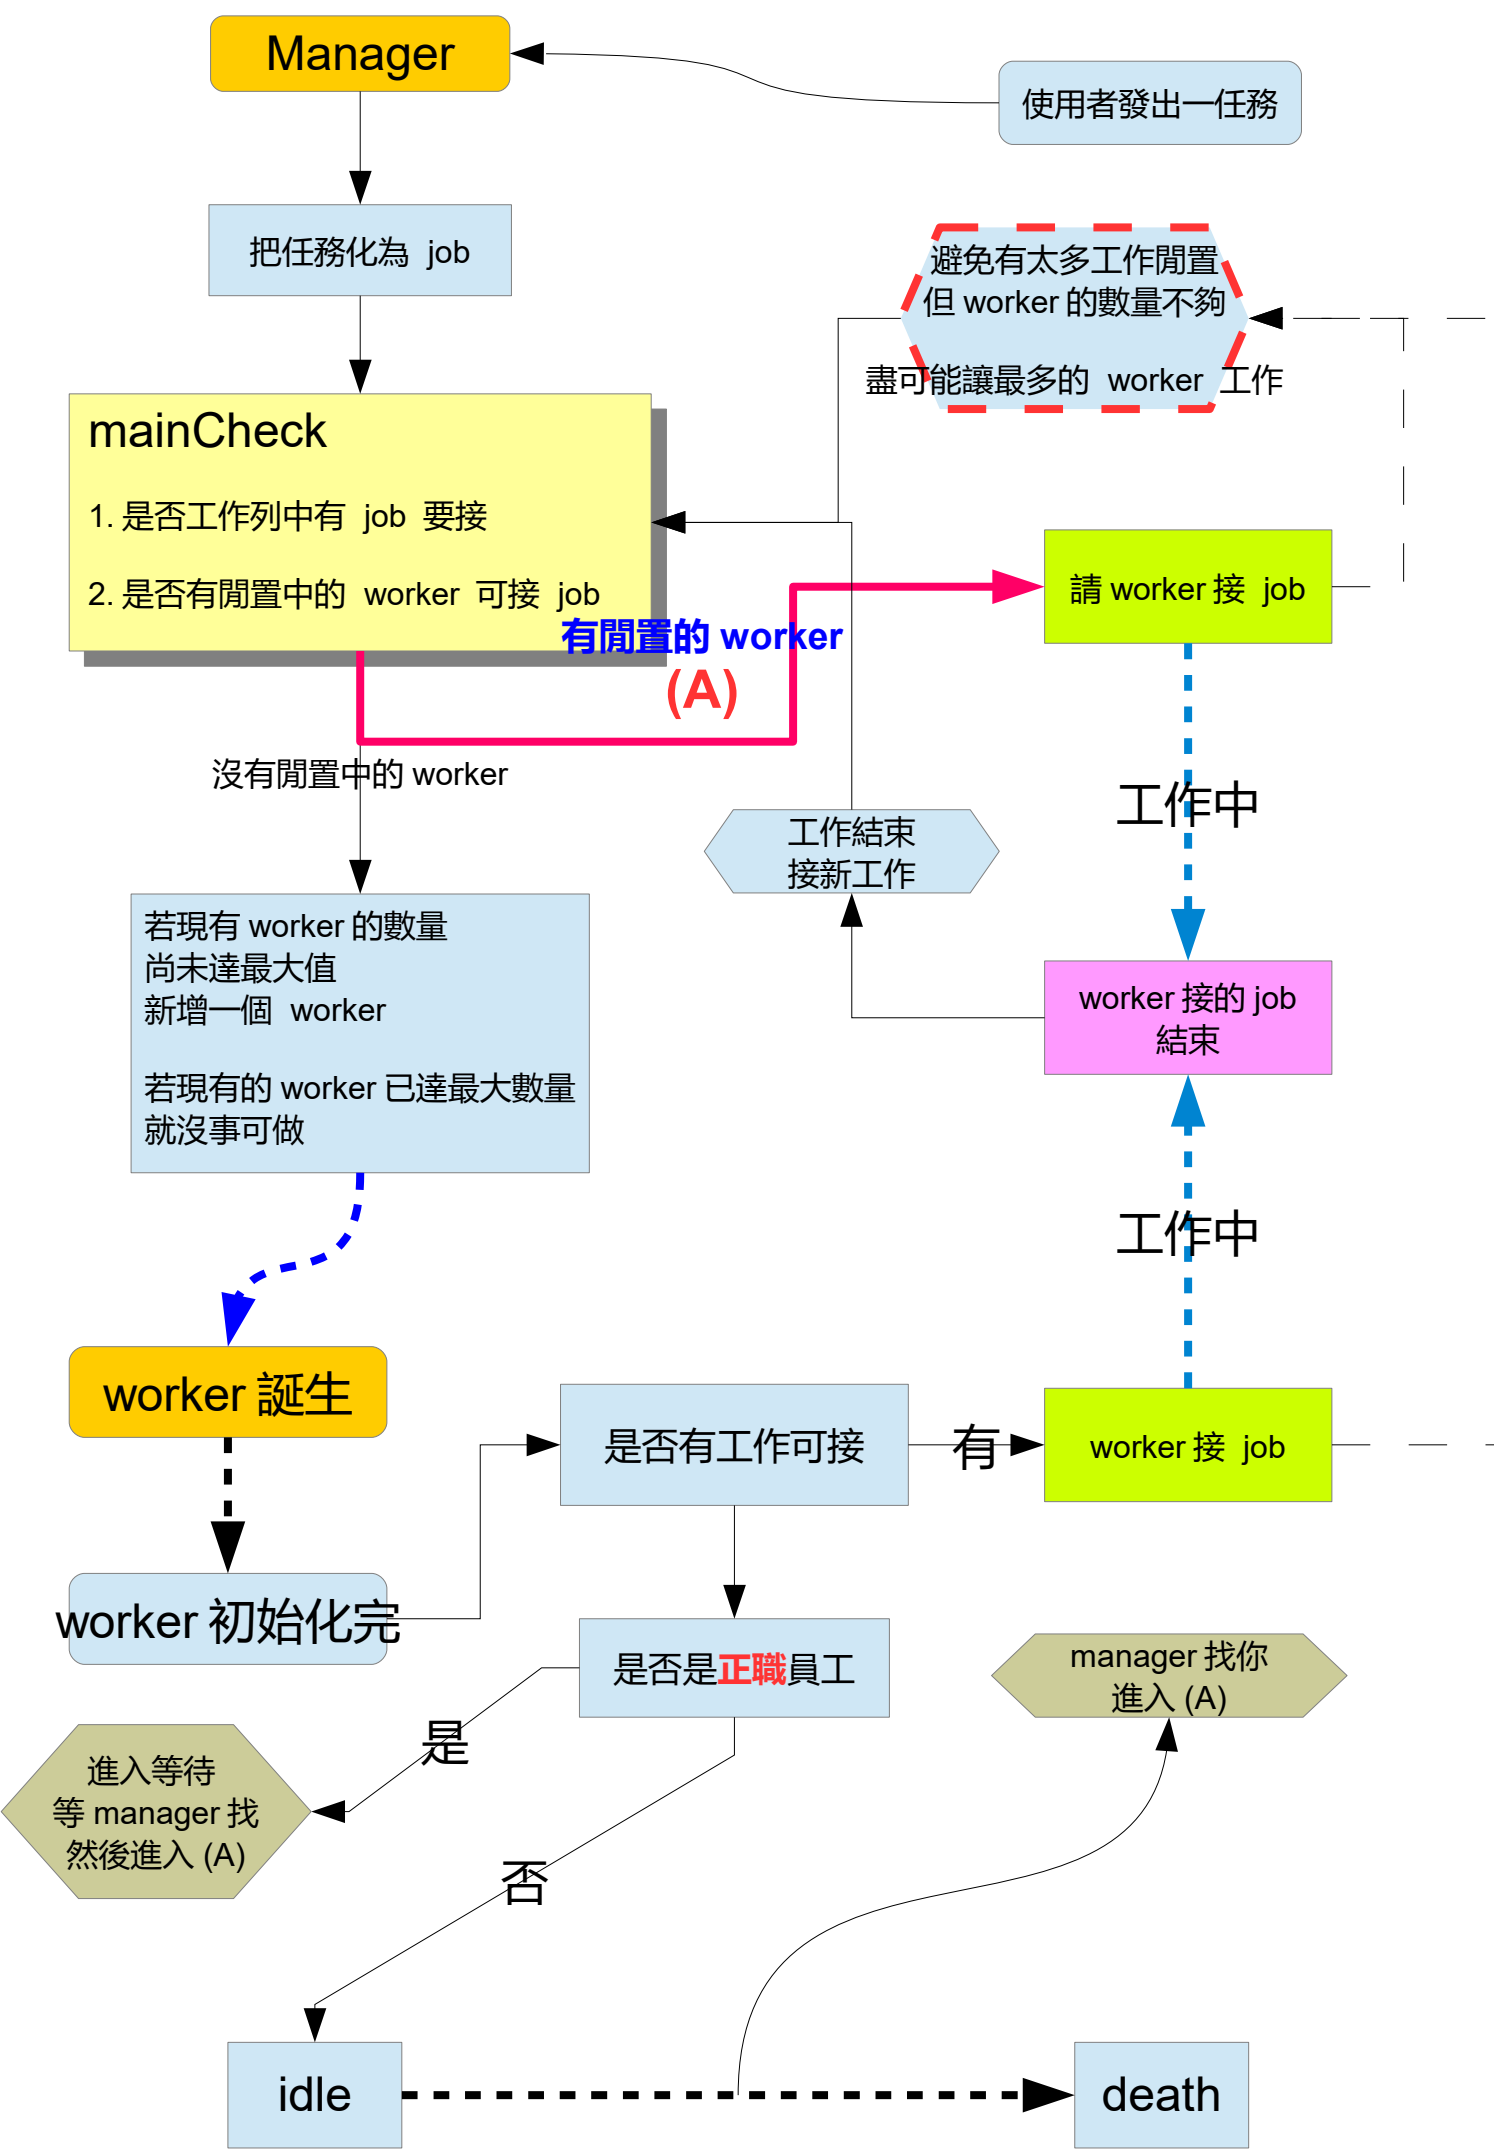 Manager
使用者發出一任務
把任務化為 job
避免有太多工作閒置
但 worker 的數量不夠
盡可能讓最多的 worker 工作
mainCheck
1. 是否工作列中有 job 要接
2. 是否有閒置中的 worker 可接 job
請 worker 接 job
有閒置的 worker
(A)
沒有閒置中的 worker
工作中
工作結束
接新工作
若現有 worker 的數量
尚未達最大值
新增一個 worker
若現有的 worker 已達最大數量
就沒事可做
worker 接的 job
結束
工作中
worker 誕生
是否有工作可接
有
worker 接 job
worker 初始化完
是否是正職員工
manager 找你
進入 (A)
是
進入等待
等 manager 找
然後進入 (A)
否
idle
death